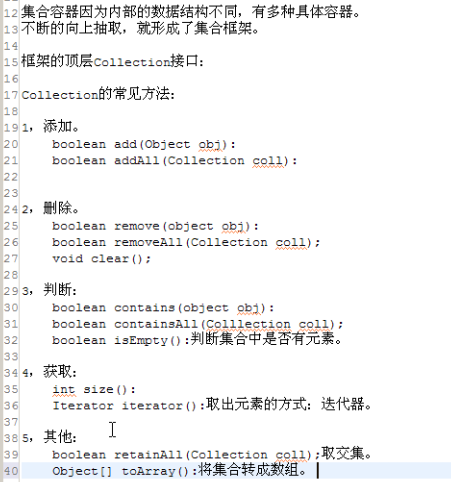 12 集合容器因为内部的数据结构不同，有多种具体容器。
13 不断的向上抽取，就形成了集合框架。
14
15 框架的顶层Collection接口：
16
17 Collection的常见方法：
18
19 1，添加。
20 boolean add(Object obj):
21 boolean addAll(Collection coll):
22
23
24 2，删除。
25 boolean remove(object obj):
26 boolean removeAll(Collection coll);
27 void clear();
28
29 3，判断：
30 boolean contains(object obj):
31 boolean containsAll(Colllection coll);
32 boolean isEmpty():判断集合中是否有元素。
33
34 4，获取：
35 int size():
36 Iterator iterator():取出元素的方式：迭代器。
37
38 5，其他：
39 boolean retainAll(Collection coll);取交集。
40 Object[] toArray():将集合转成数组。